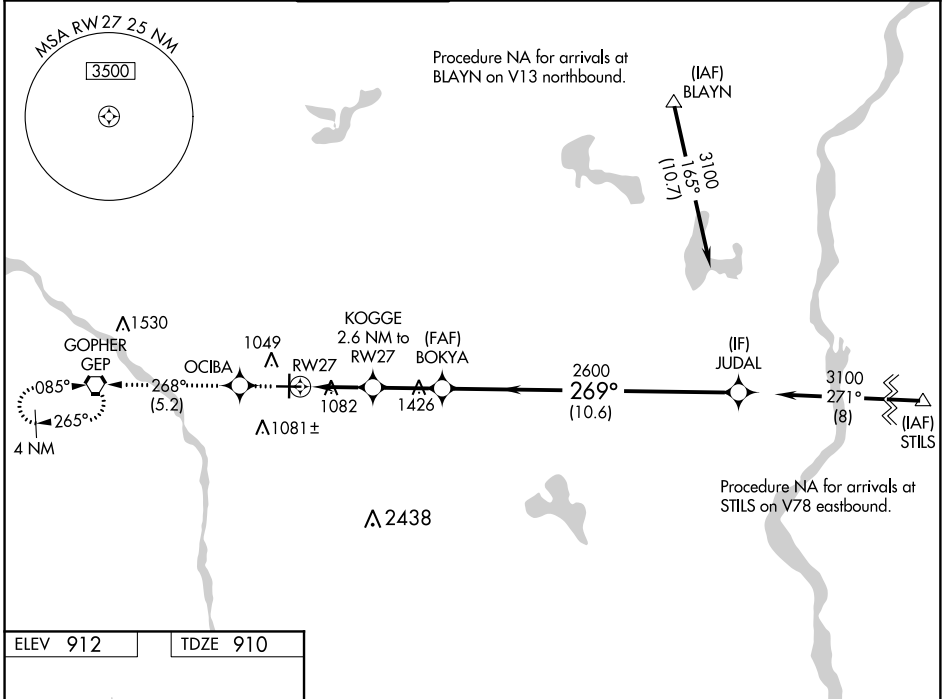 MSA RW27 25 NM
3500
Procedure NA for arrivals at
BLAYN on V13 northbound.
(IAF)
BLAYN
3100
165°
(10.7)
1530
GOPHER
GEP
085°
265°
4 NM
268°
(5.2)
OCIBA
1049
RW27
1081±
1082
KOGGE
2.6 NM to
RW27
(FAF)
BOKYA
1426
2600
269°
(10.6)
(IF)
JUDAL
3100
271°
(8)
(IAF)
STILS
Procedure NA for arrivals at
STILS on V78 eastbound.
2438
ELEV 912
TDZE 910